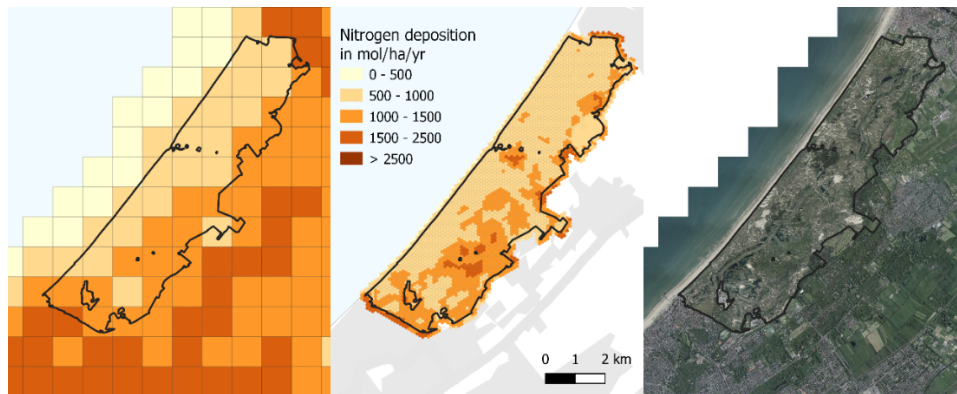 Nitrogen deposition
in mol/ha/yr
0 - 500
500 - 1000
1000 - 1500
1500 - 2500
> 2500
0 1 2 km